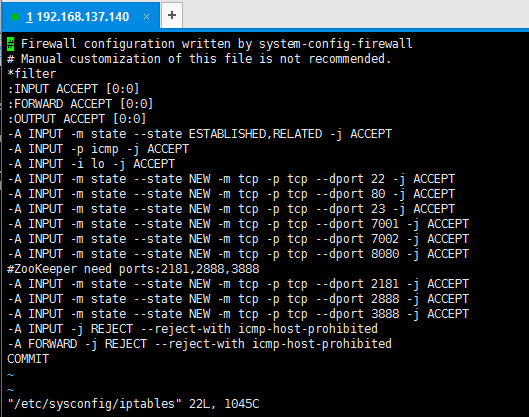 1 192.168.137.140 × +
# Firewall configuration written by system-config-firewall
# Manual customization of this file is not recommended.
*filter
:INPUT ACCEPT [0:0]
:FORWARD ACCEPT [0:0]
:OUTPUT ACCEPT [0:0]
-A INPUT -m state --state ESTABLISHED,RELATED -j ACCEPT
-A INPUT -p icmp -j ACCEPT
-A INPUT -i lo -j ACCEPT
-A INPUT -m state --state NEW -m tcp -p tcp --dport 22 -j ACCEPT
-A INPUT -m state --state NEW -m tcp -p tcp --dport 80 -j ACCEPT
-A INPUT -m state --state NEW -m tcp -p tcp --dport 23 -j ACCEPT
-A INPUT -m state --state NEW -m tcp -p tcp --dport 7001 -j ACCEPT
-A INPUT -m state --state NEW -m tcp -p tcp --dport 7002 -j ACCEPT
-A INPUT -m state --state NEW -m tcp -p tcp --dport 8080 -j ACCEPT
#ZooKeeper need ports:2181,2888,3888
-A INPUT -m state --state NEW -m tcp -p tcp --dport 2181 -j ACCEPT
-A INPUT -m state --state NEW -m tcp -p tcp --dport 2888 -j ACCEPT
-A INPUT -m state --state NEW -m tcp -p tcp --dport 3888 -j ACCEPT
-A INPUT -j REJECT --reject-with icmp-host-prohibited
-A FORWARD -j REJECT --reject-with icmp-host-prohibited
COMMIT
~
~
"/etc/sysconfig/iptables" 22L, 1045C